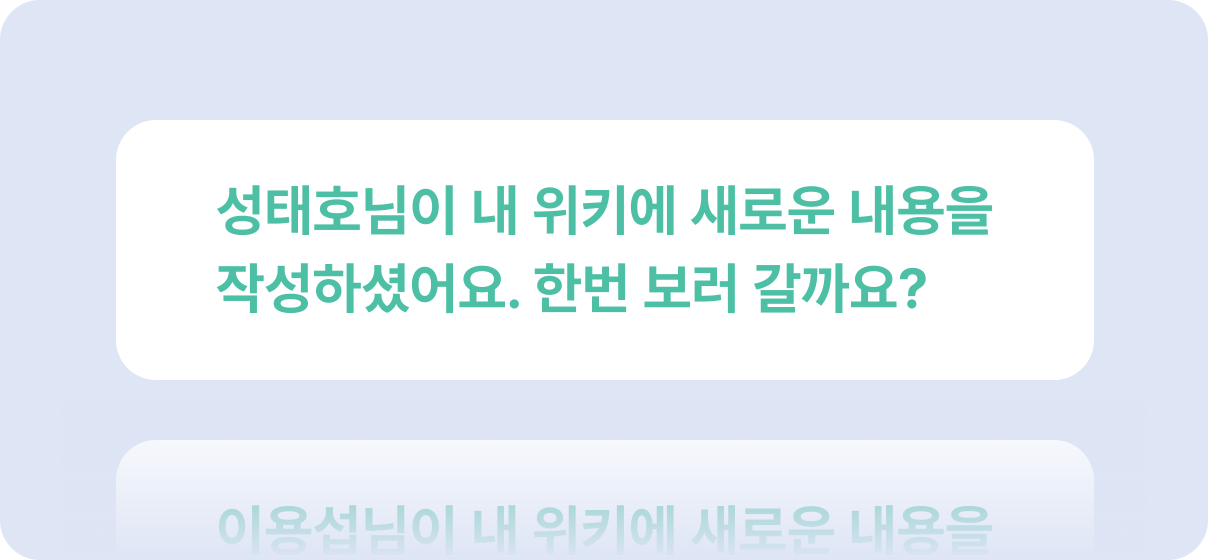 성태호님이 내 위키에 새로운 내용을
작성하셨어요. 한번 보러 갈까요?
이용섭님이 내 위키에 새로운 내용을